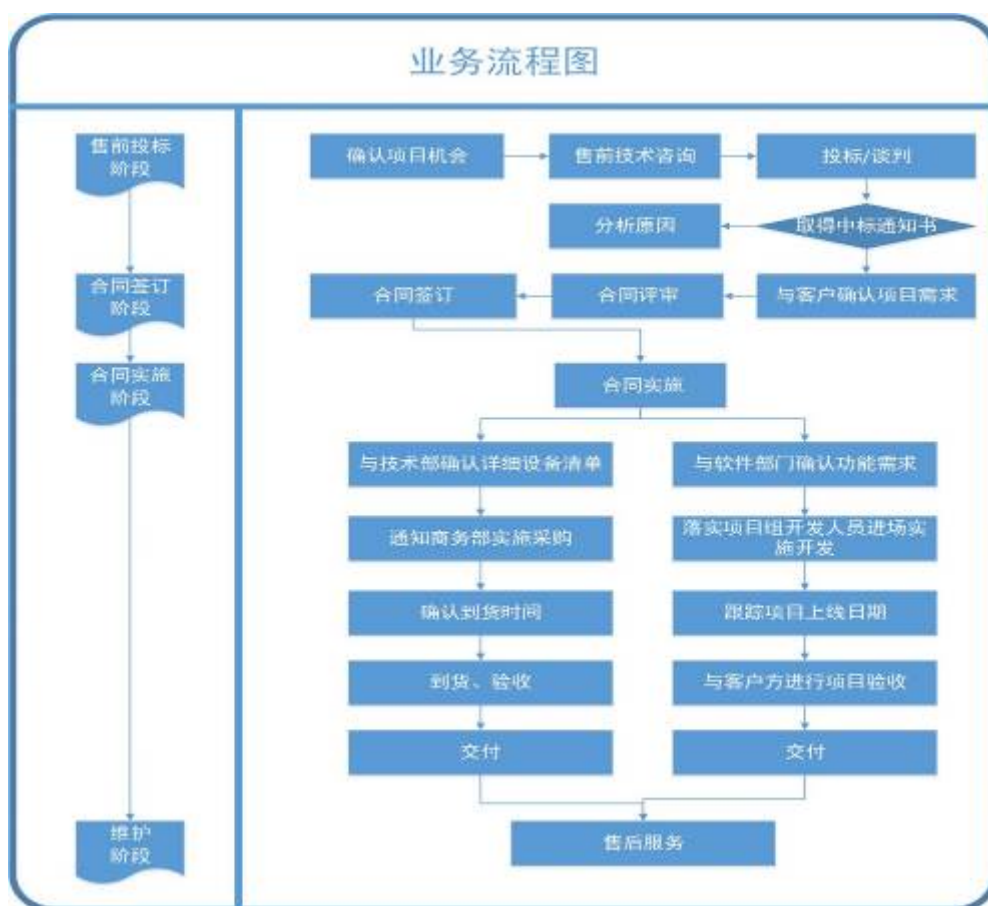 业务流程图
售前投标
阶段
确认项目机会
售前技术咨询
投标/谈判
分析原因
取得中标通知书
合同签订
阶段
合同签订
合同评审
与客户确认项目需求
合同实施
阶段
合同实施
与技术部确认详细设备清单
与软件部门确认功能需求
通知商务部实施采购
落实项目组开发人员进场实
施开发
确认到货时间
跟踪项目上线日期
到货、验收
与客户方进行项目验收
交付
交付
维护
阶段
售后服务